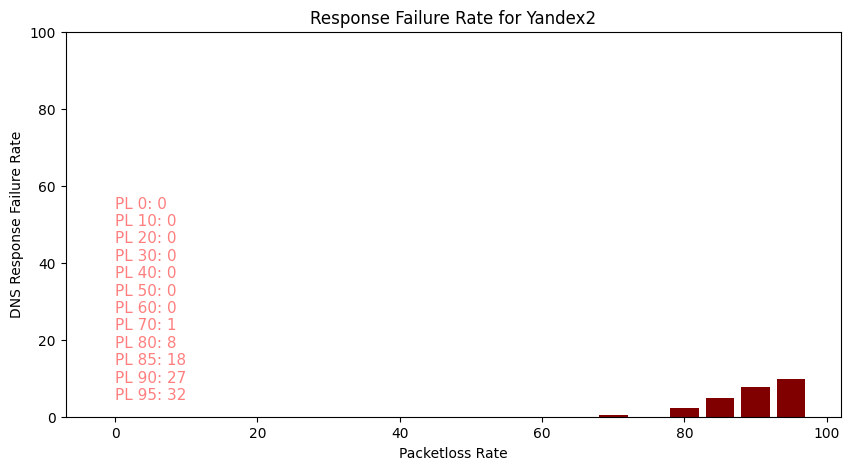 Response Failure Rate for Yandex2
100
80
60
40
20
0
DNS Response Failure Rate
PL 0: 0
PL 10: 0
PL 20: 0
PL 30: 0
PL 40: 0
PL 50: 0
PL 60: 0
PL 70: 1
PL 80: 8
PL 85: 18
PL 90: 27
PL 95: 32
0 20 40 60 80 100
Packetloss Rate